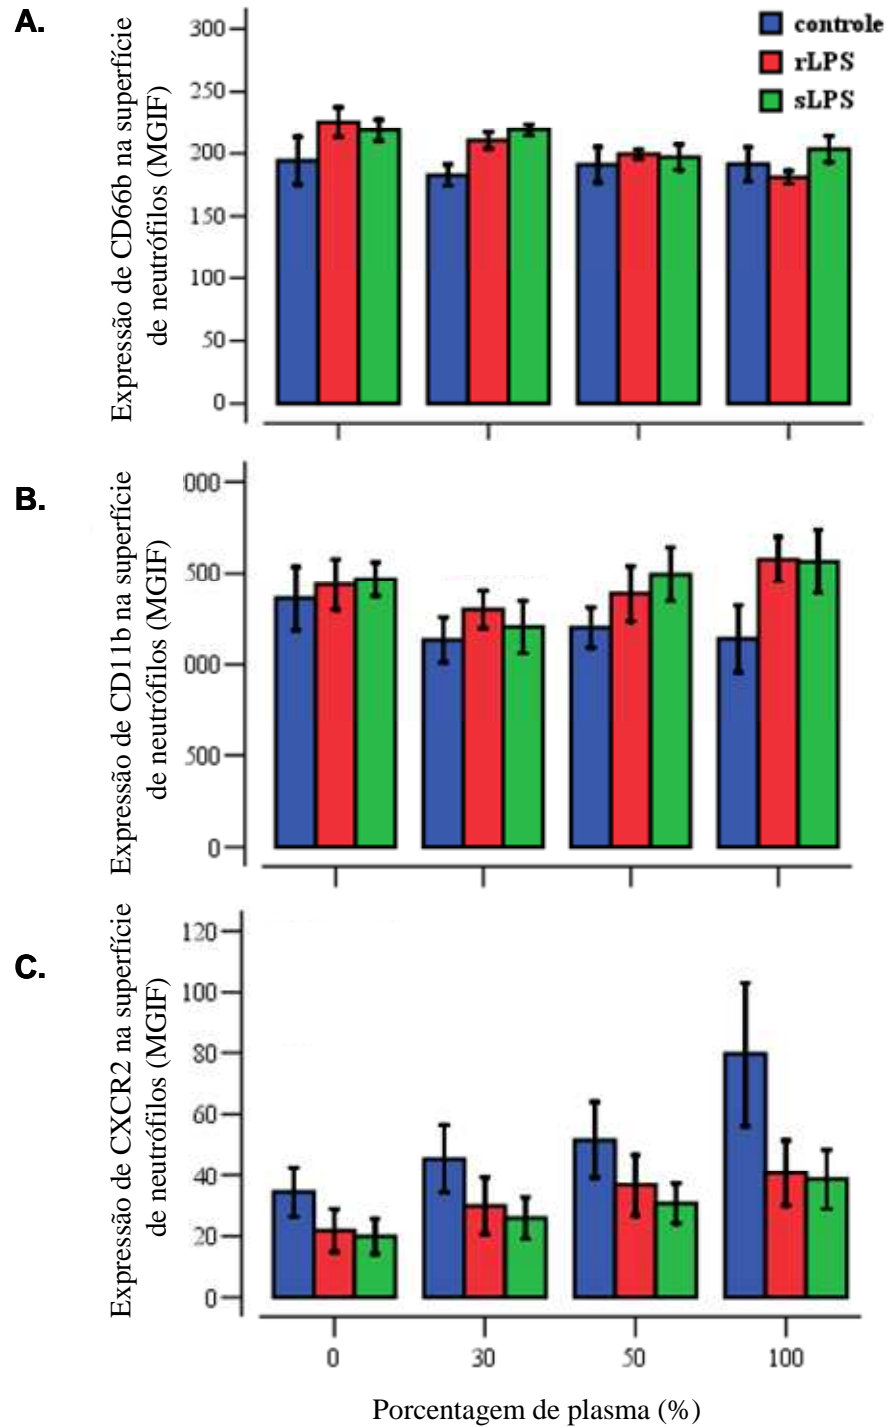 A.
Expressão de CD66b na superfície
de neutrófilos (MGIF)
300
250
200
150
100
50
0
controle
rLPS
sLPS
B.
Expressão de CD11b na superfície
de neutrófilos (MGIF)
000
500
000
500
0
C.
Expressão de CXCR2 na superfície
de neutrófilos (MGIF)
120
100
80
60
40
20
0
0 30 50 100
Porcentagem de plasma (%)